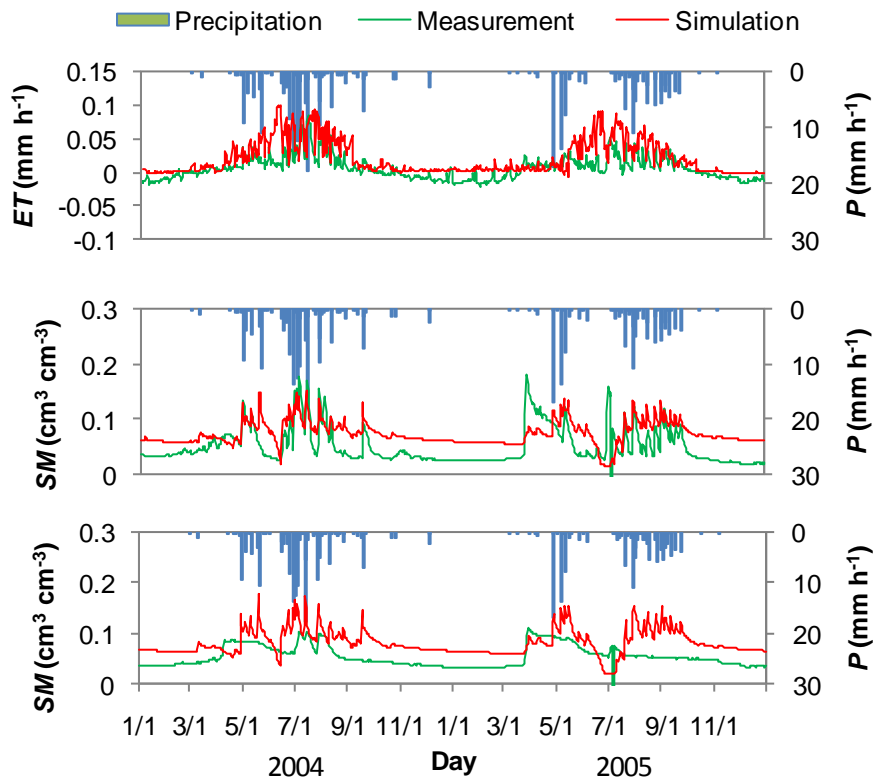 Precipitation Measurement Simulation
0.15 0
0.1 10
0.05
0 20
-0.05
-0.1 30
ET (mm h-1)
P (mm h-1)
0.3 0
0.2 10
0.1 20
0 30
SM (cm3 cm-3)
P (mm h-1)
0.3 0
0.2 10
0.1 20
0 30
SM (cm3 cm-3)
P (mm h-1)
1/1 3/1 5/1 7/1 9/1 11/1 1/1 3/1 5/1 7/1 9/1 11/1
2004 Day 2005